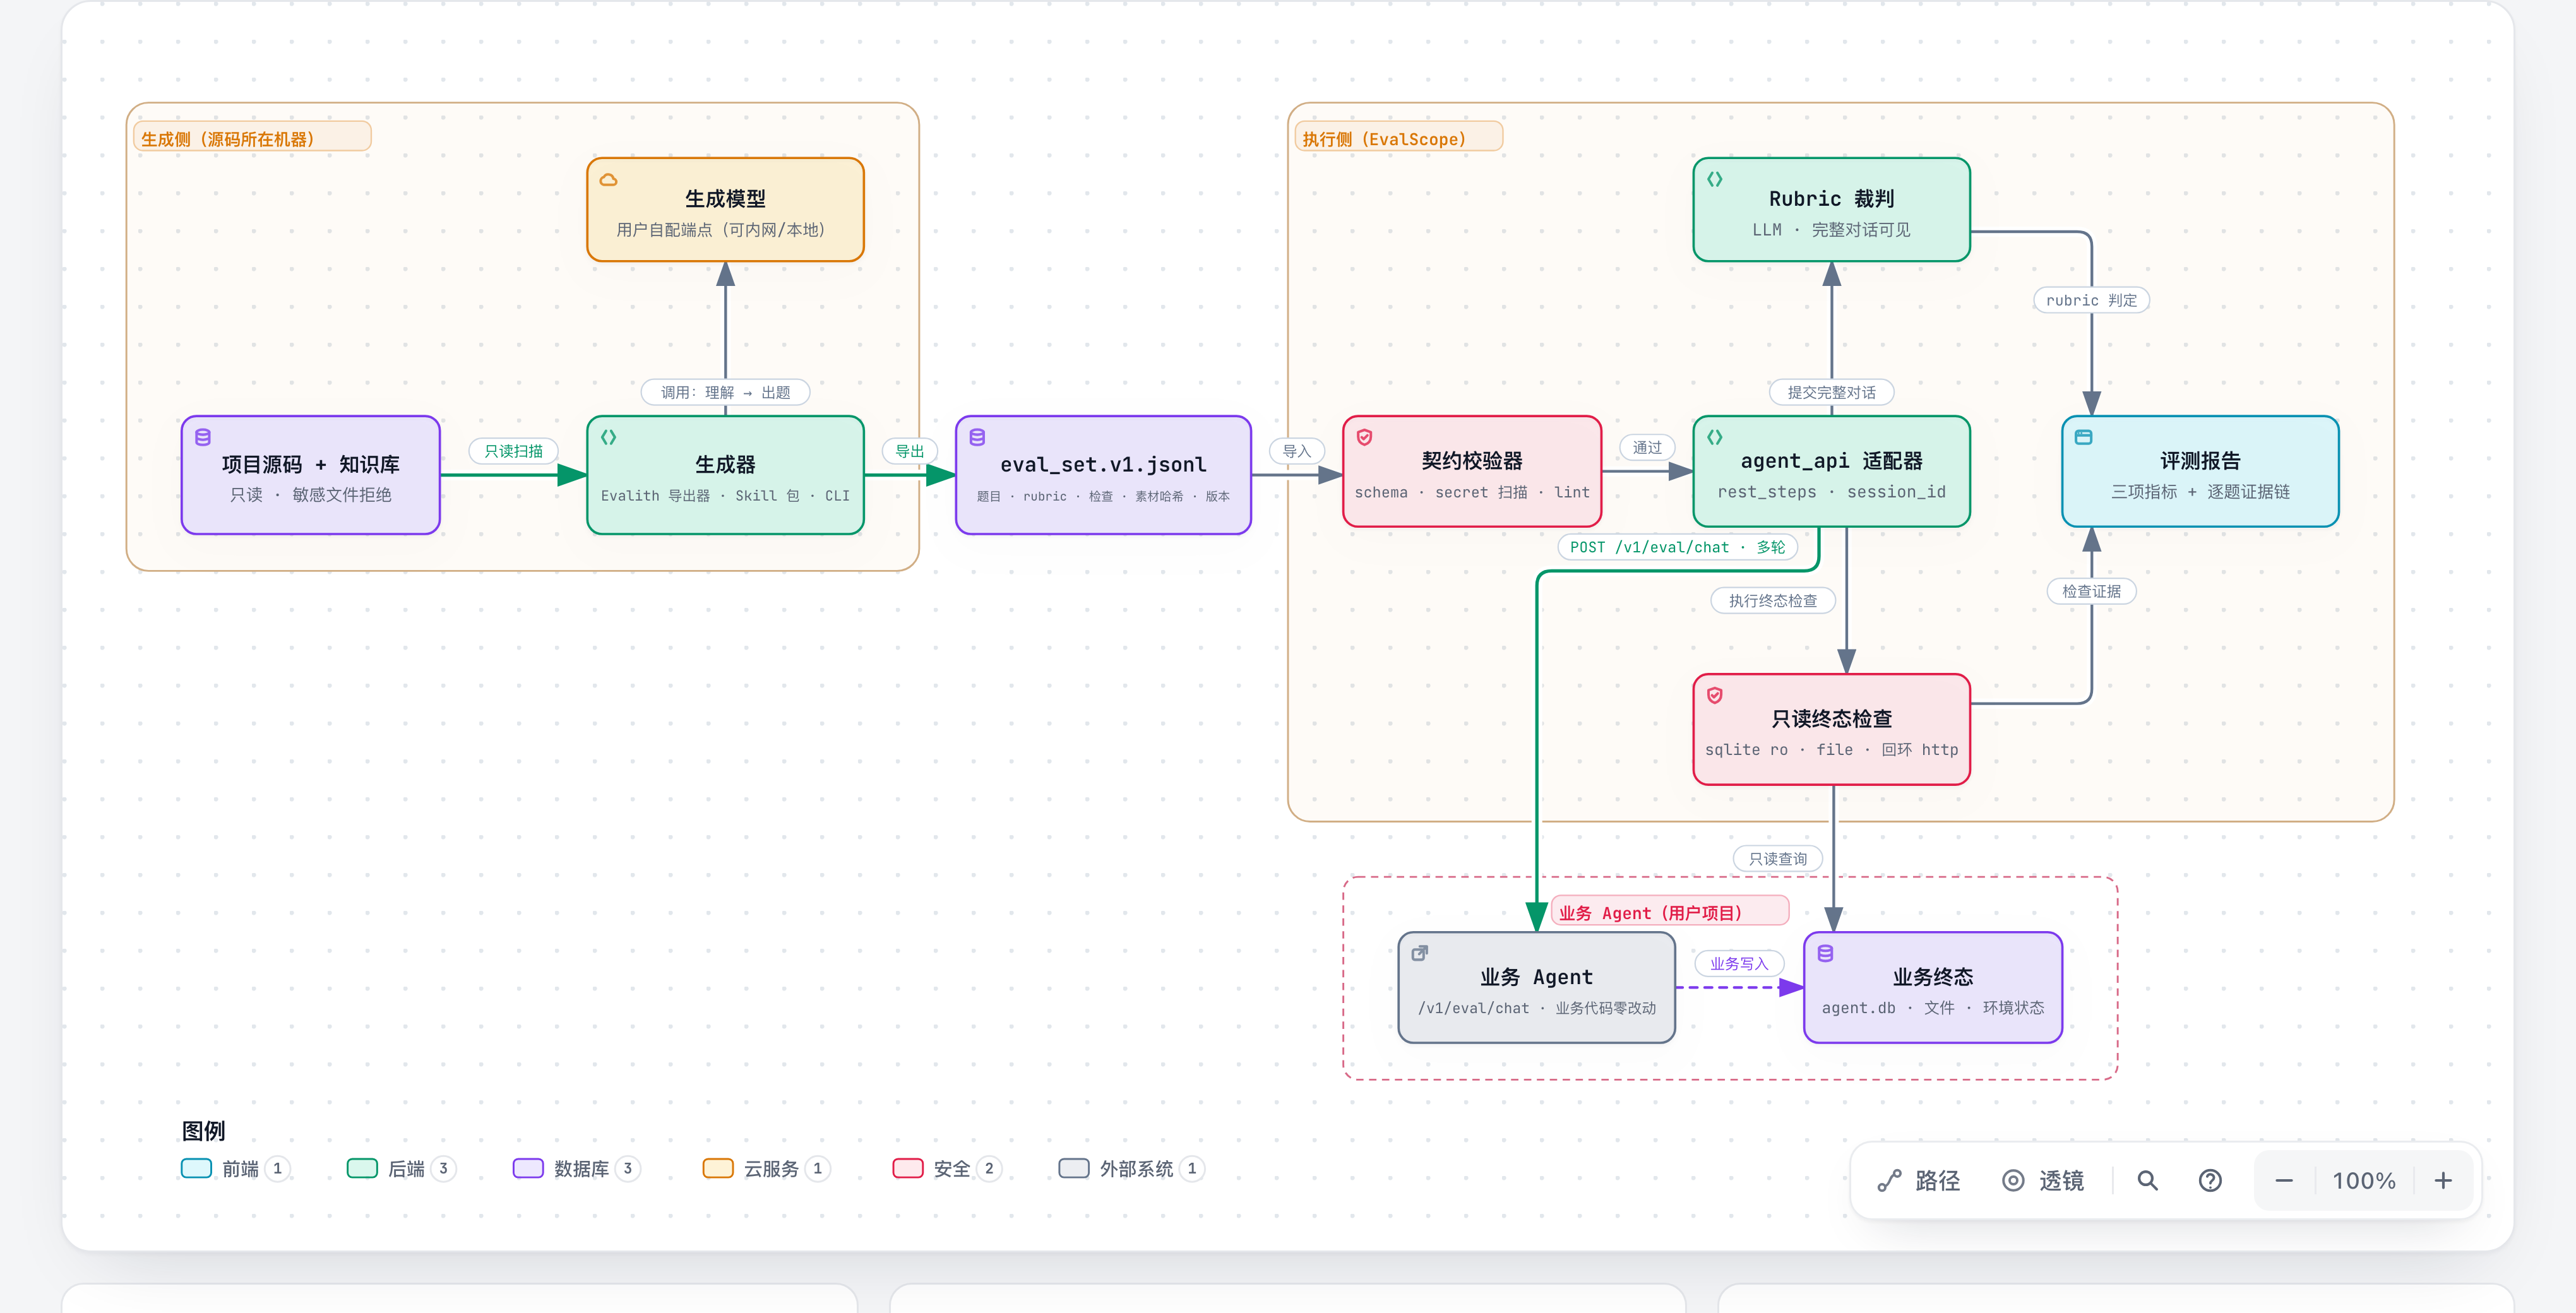 生成侧（源码所在机器）
生成模型
用户自配端点（可内网/本地）
调用：理解 → 出题
项目源码 + 知识库
只读 · 敏感文件拒绝
只读扫描
生成器
Evalith 导出器 · Skill 包 · CLI
导出
eval_set.v1.jsonl
题目 · rubric · 检查 · 素材哈希 · 版本
导入
执行侧（EvalScope）
Rubric 裁判
LLM · 完整对话可见
rubric 判定
提交完整对话
契约校验器
schema · secret 扫描 · lint
通过
agent_api 适配器
rest_steps · session_id
评测报告
三项指标 + 逐题证据链
POST /v1/eval/chat · 多轮
执行终态检查
检查证据
只读终态检查
sqlite ro · file · 回环 http
只读查询
业务 Agent（用户项目）
业务 Agent
/v1/eval/chat · 业务代码零改动
业务写入
业务终态
agent.db · 文件 · 环境状态
图例
前端 1
后端 3
数据库 3
云服务 1
安全 2
外部系统 1
路径
透镜
100%